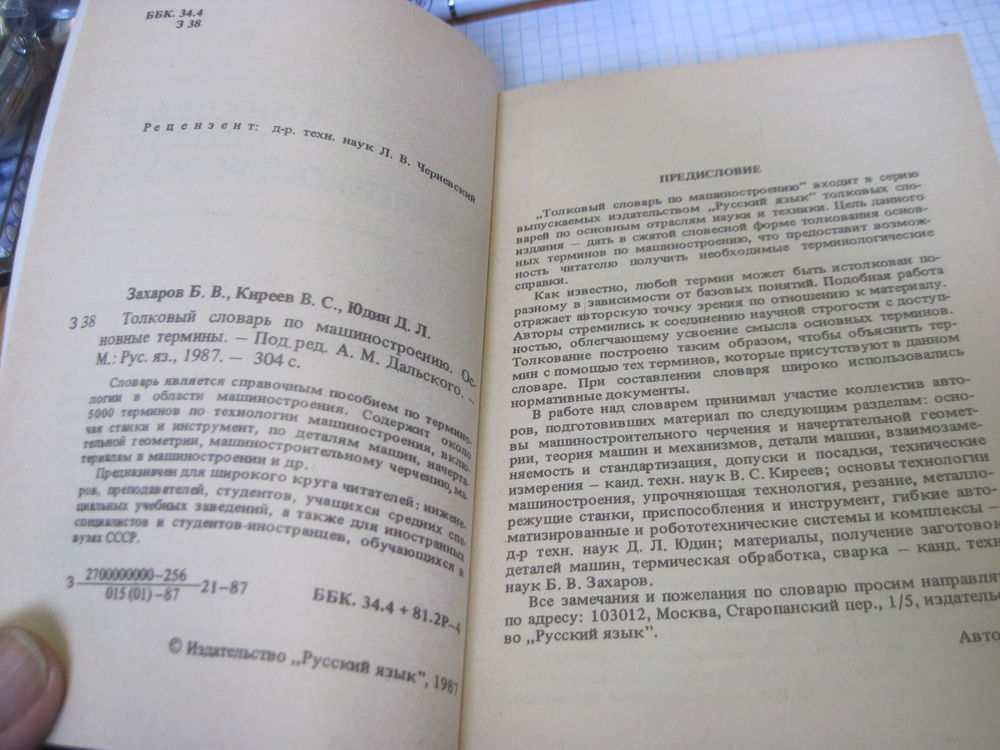 ББК. 34.4
З 38
Рецензент: д-р. техн. наук Л. В. Черневский
Захаров Б. В., Киреев В. С., Юдин Д. Л.
З 38 Толковый словарь по машиностроению. Ос-
новные термины. — Под ред. А. М. Дальского. —
М.: Рус. яз., 1987. — 304 с.
Словарь является справочным пособием по термино-
логии в области машиностроения. Содержит около
5000 терминов по технологии машиностроения, вклю-
чая станки и инструмент, по деталям машин, начерта-
тельной геометрии, машиностроительному черчению, ма-
териалам в машиностроении и др.
Предназначен для широкого круга читателей: инжене-
ров, преподавателей, студентов, учащихся средних спе-
циальных учебных заведений, а также для иностранных
специалистов и студентов-иностранцев, обучающихся в
вузах СССР.
З 2700000000–256 / 015 (01) –87 21–87
ББК. 34.4 + 81.2Р–4
© Издательство „Русский язык", 1987
ПРЕДИСЛОВИЕ
„Толковый словарь по машиностроению" входит в серию
выпускаемых издательством „Русский язык" толковых сло-
варей по основным отраслям науки и техники. Цель данного
издания — дать в сжатой словесной форме толкования основ-
ных терминов по машиностроению, что предоставит возмож-
ность читателю получить необходимые терминологические
справки.
Как известно, любой термин может быть истолкован по-
разному в зависимости от базовых понятий. Подобная работа
отражает авторскую точку зрения по отношению к материалу.
Авторы стремились к соединению научной строгости с доступ-
ностью, облегчающему усвоение смысла основных терминов.
Толкование построено таким образом, чтобы объяснить тер-
мин с помощью тех терминов, которые присутствуют в данном
словаре. При составлении словаря широко использовались
нормативные документы.
В работе над словарем принимал участие коллектив авто-
ров, подготовивших материал по следующим разделам: осно-
вы машиностроительного черчения и начертательной геомет-
рии, теория машин и механизмов, детали машин, взаимозаме-
няемость и стандартизация, допуски и посадки, технические
измерения — канд. техн. наук В. С. Киреев; основы технологии
машиностроения, упрочняющая технология, резание, металло-
режущие станки, приспособления и инструмент, гибкие авто-
матизированные и робототехнические системы и комплексы —
д-р техн. наук Д. Л. Юдин; материалы, получение заготовок
деталей машин, термическая обработка, сварка — канд. техн
наук Б. В. Захаров.
Все замечания и пожелания по словарю просим направлят
по адресу: 103012, Москва, Старопанский пер., 1/5, издательс
во „Русский язык".
Авто